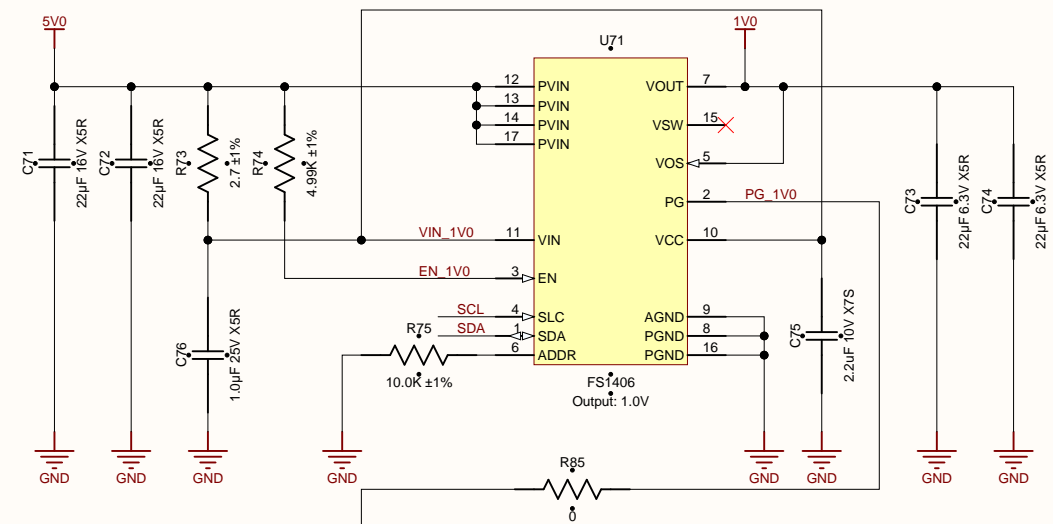 5V0
1V0
U71
12
PVIN
VOUT
7
13
PVIN
14
PVIN
VSW
15
17
PVIN
VOS
5
C71
22µF 16V X5R
C72
22µF 16V X5R
R73
2.7 ±1%
R74
4.99K ±1%
PG
2
PG_1V0
C73
22µF 6.3V X5R
C74
22µF 6.3V X5R
VIN_1V0
11
VIN
VCC
10
EN_1V0
3
EN
SCL
4
SLC
AGND
9
SDA
1
SDA
PGND
8
R75
6
ADDR
PGND
16
10.0K ±1%
C76
1.0µF 25V X5R
C75
2.2uF 10V X7S
FS1406
Output: 1.0V
GND
GND
GND
GND
GND
GND
GND
GND
R85
0